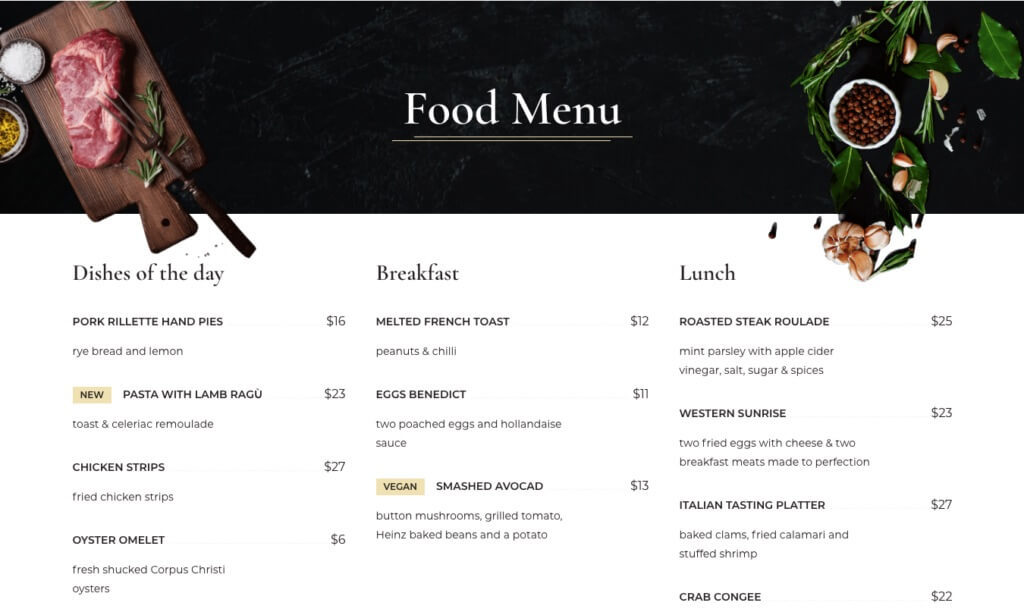 Food Menu
Dishes of the day
PORK RILLETTE HAND PIES $16
rye bread and lemon
NEW PASTA WITH LAMB RAGÙ $23
toast & celeriac remoulade
CHICKEN STRIPS $27
fried chicken strips
OYSTER OMELET $6
fresh shucked Corpus Christi
oysters
Breakfast
MELTED FRENCH TOAST $12
peanuts & chilli
EGGS BENEDICT $11
two poached eggs and hollandaise
sauce
VEGAN SMASHED AVOCAD $13
button mushrooms, grilled tomato,
Heinz baked beans and a potato
Lunch
ROASTED STEAK ROULADE $25
mint parsley with apple cider
vinegar, salt, sugar & spices
WESTERN SUNRISE $23
two fried eggs with cheese & two
breakfast meats made to perfection
ITALIAN TASTING PLATTER $27
baked clams, fried calamari and
stuffed shrimp
CRAB CONGEE $22